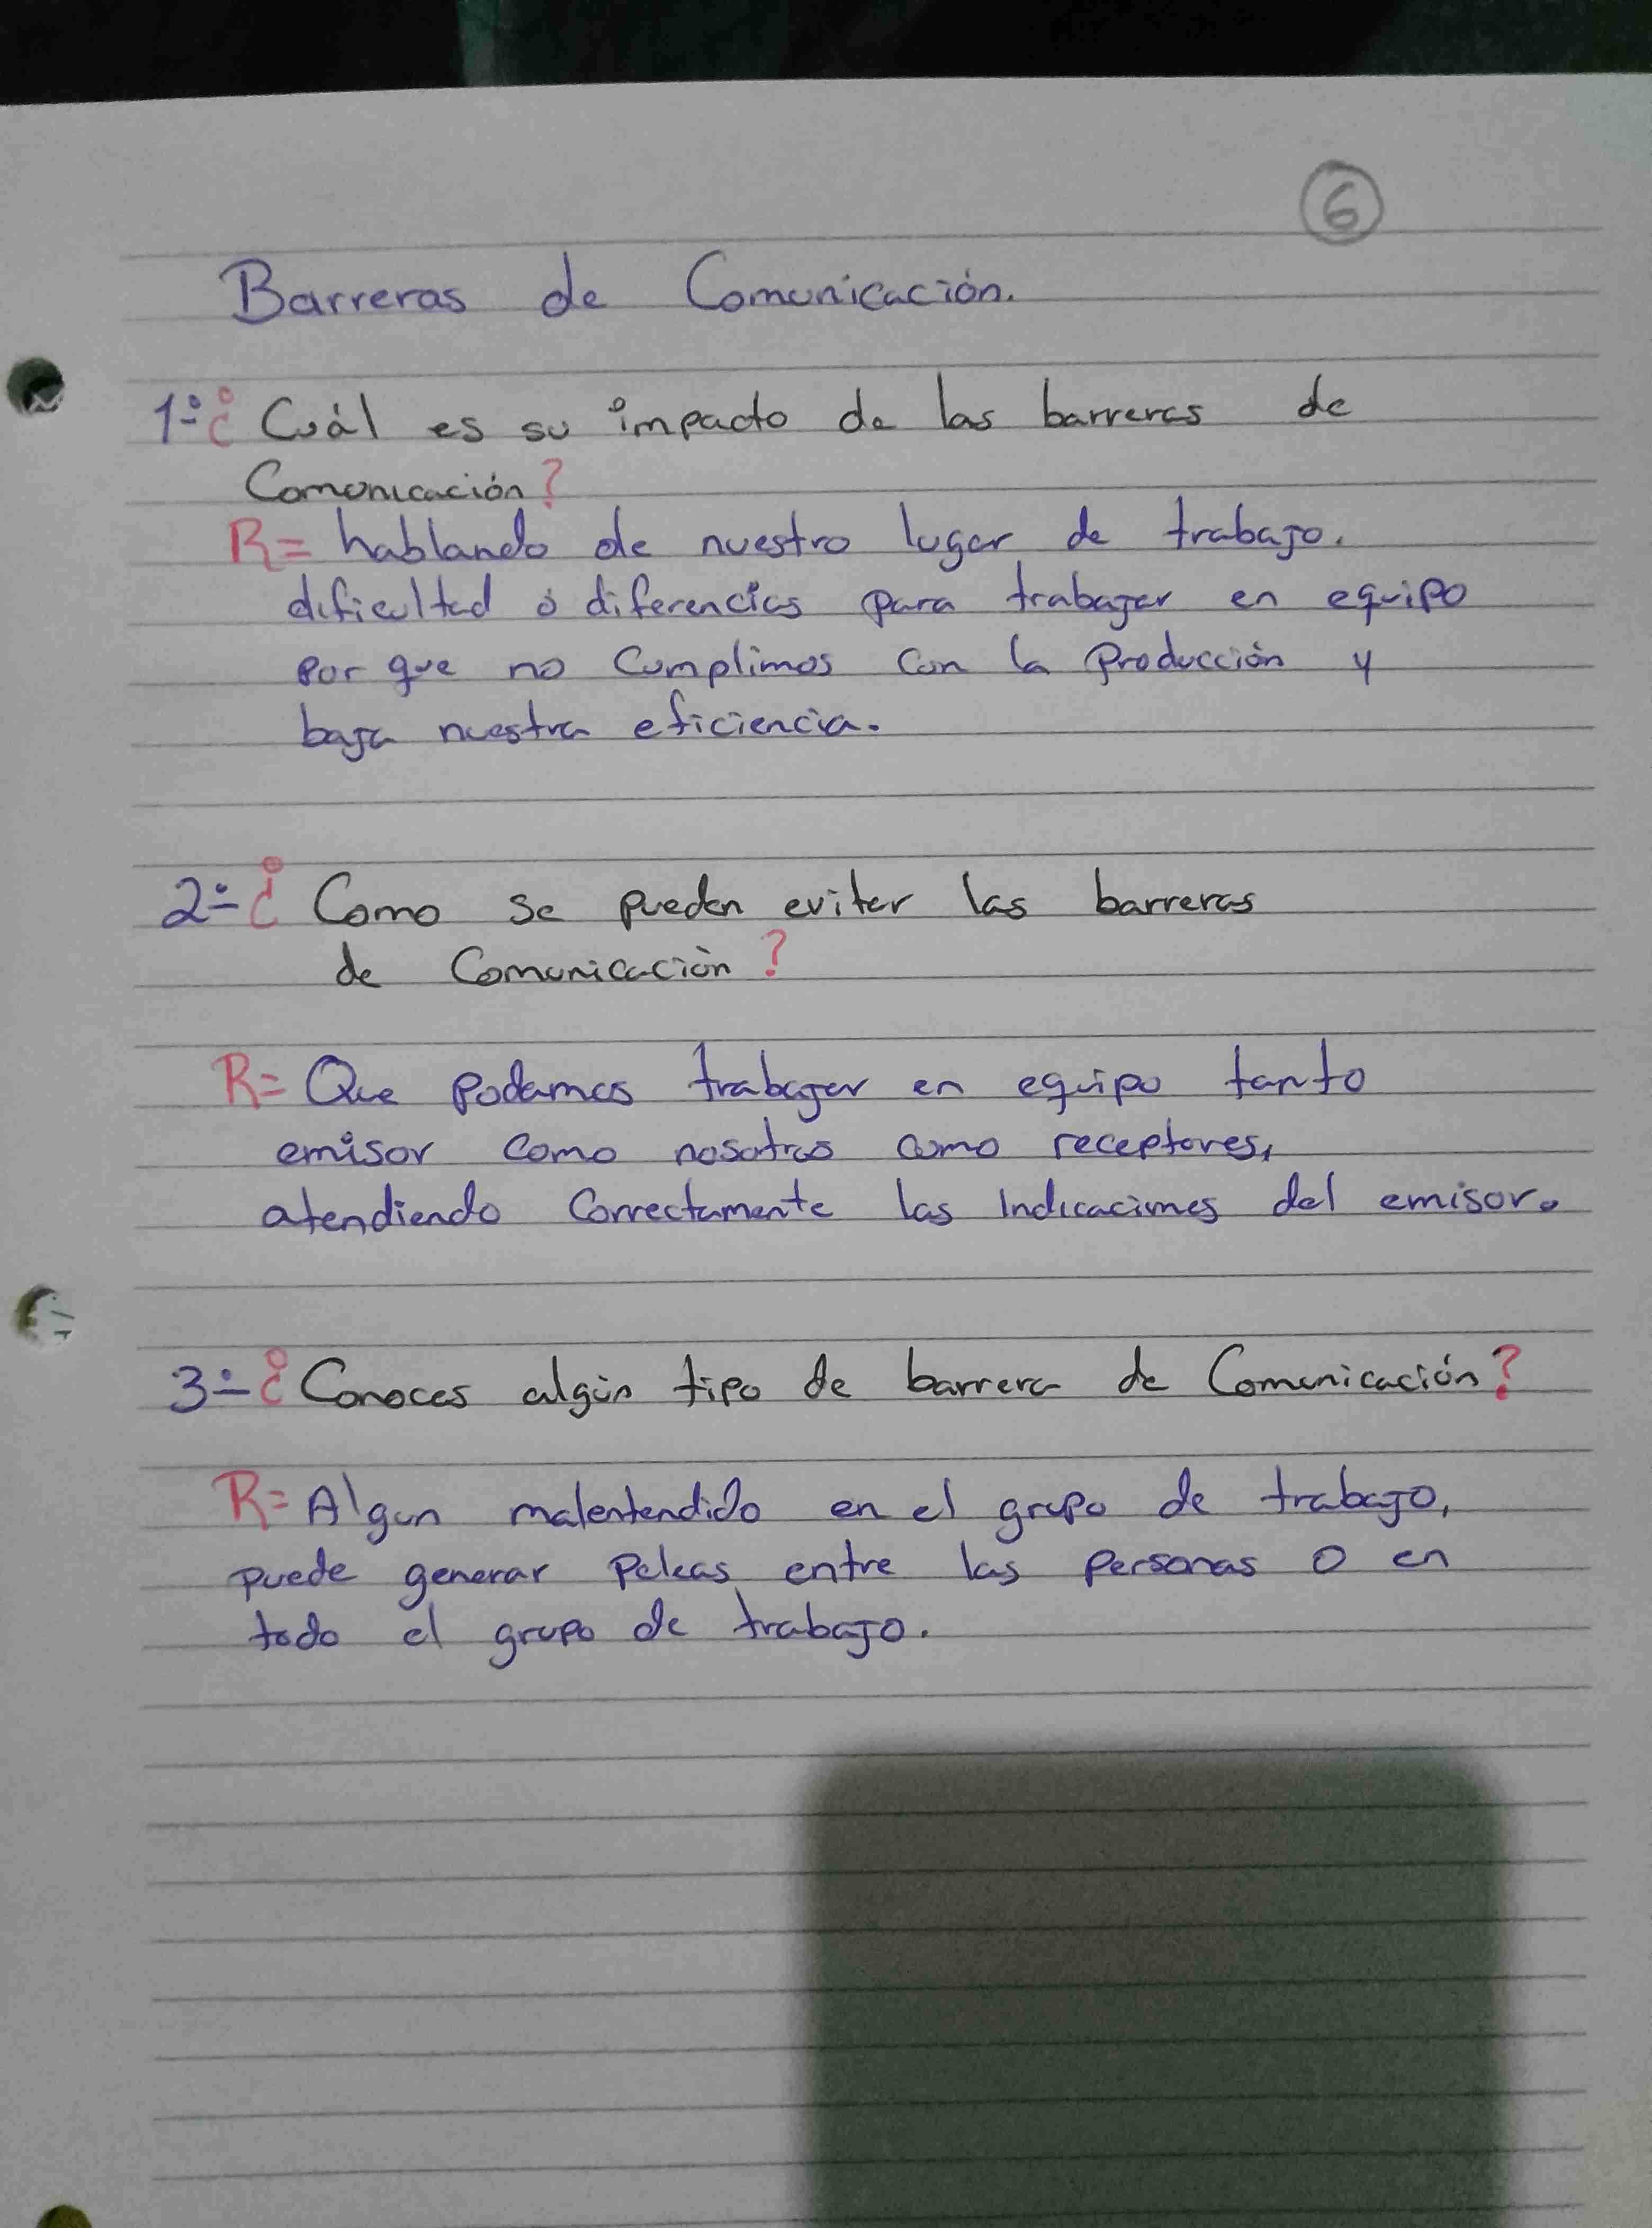 6
Barreras de Comunicación.
1.- ¿Cuál es su impacto de las barreras de
Comunicación?
R= hablando de nuestro lugar de trabajo.
dificultad ó diferencias para trabajar en equipo
por que no Cumplimos Con la Producción y
baja nuestra eficiencia.
2.- ¿Como se pueden evitar las barreras
de Comunicación?
R= Que podamos trabajar en equipo tanto
emisor como nosotros como receptores,
atendiendo Correctamente las Indicaciones del emisor.
3.- ¿Conoces algún tipo de barrera de Comunicación?
R= Algun malentendido en el grupo de trabajo,
puede generar Peleas entre las Personas o en
todo el grupo de trabajo.